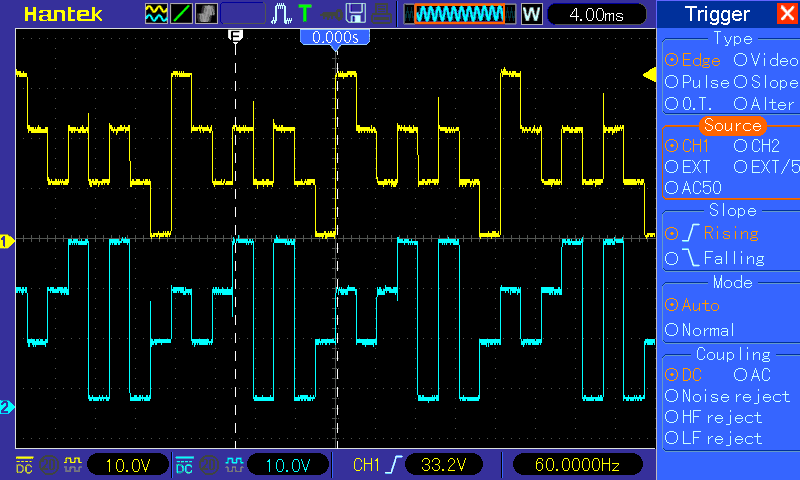 Hantek T W 4.00ms Trigger
0.000s
Type
Edge Video
Pulse Slope
O.T. Alter
Source
CH1 CH2
EXT EXT/5
AC50
Slope
Rising
Falling
Mode
Auto
Normal
Coupling
DC AC
Noise reject
HF reject
LF reject
1
2
DC 20 10.0V DC 20 10.0V CH1 33.2V 60.0000Hz